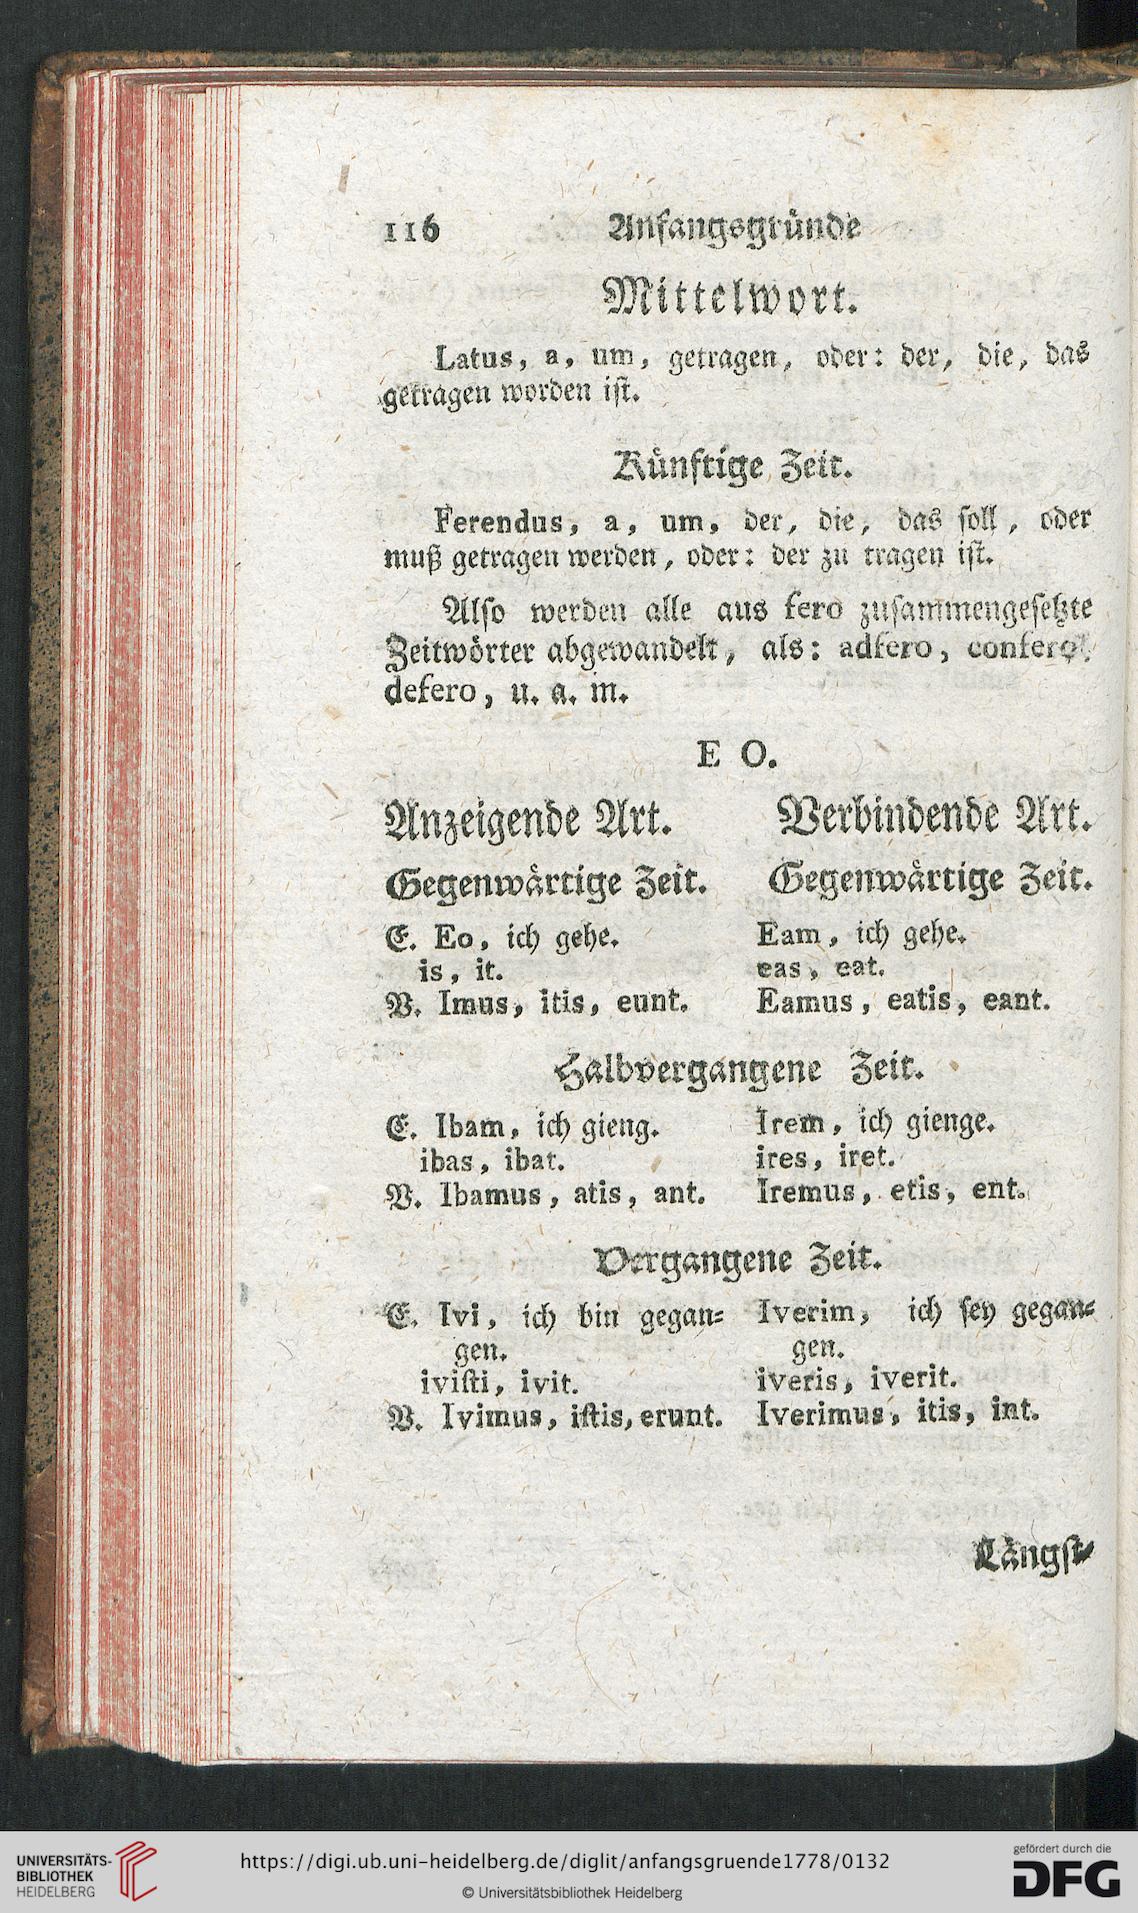 116 Anfangsgründe
Mittelwort.
Latus, a, um, getragen, oder: der, die, das
getragen worden iſt.
Künftige Zeit.
Ferendus, a, um, der, die, das ſoll, oder
muß getragen werden, oder: der zu tragen iſt.
Alſo werden alle aus fero zuſammengeſetzte
Zeitwörter abgewandelt, als: adfero, confero,
defero, u. a. m.
E O.
Anzeigende Art. Verbindende Art.
Gegenwärtige Zeit. Gegenwärtige Zeit.
E. Eo, ich gehe. Eam, ich gehe.
is, it. eas, eat.
V. Imus, itis, eunt. Eamus, eatis, eant.
Halbvergangene Zeit.
E. Ibam, ich gieng. Irem, ich gienge.
ibas, ibat. ires, iret.
V. Ibamus, atis, ant. Iremus, etis, ent.
Vergangene Zeit.
E. Ivi, ich bin gegan⸗ Iverim, ich ſey gegan⸗
gen. gen.
iviſti, ivit. iveris, iverit.
V. Ivimus, iſtis, erunt. Iverimus, itis, int.
Längſt⸗
UNIVERSITÄTS-
BIBLIOTHEK
HEIDELBERG
https://digi.ub.uni-heidelberg.de/diglit/anfangsgruende1778/0132
© Universitätsbibliothek Heidelberg
gefördert durch die
DFG